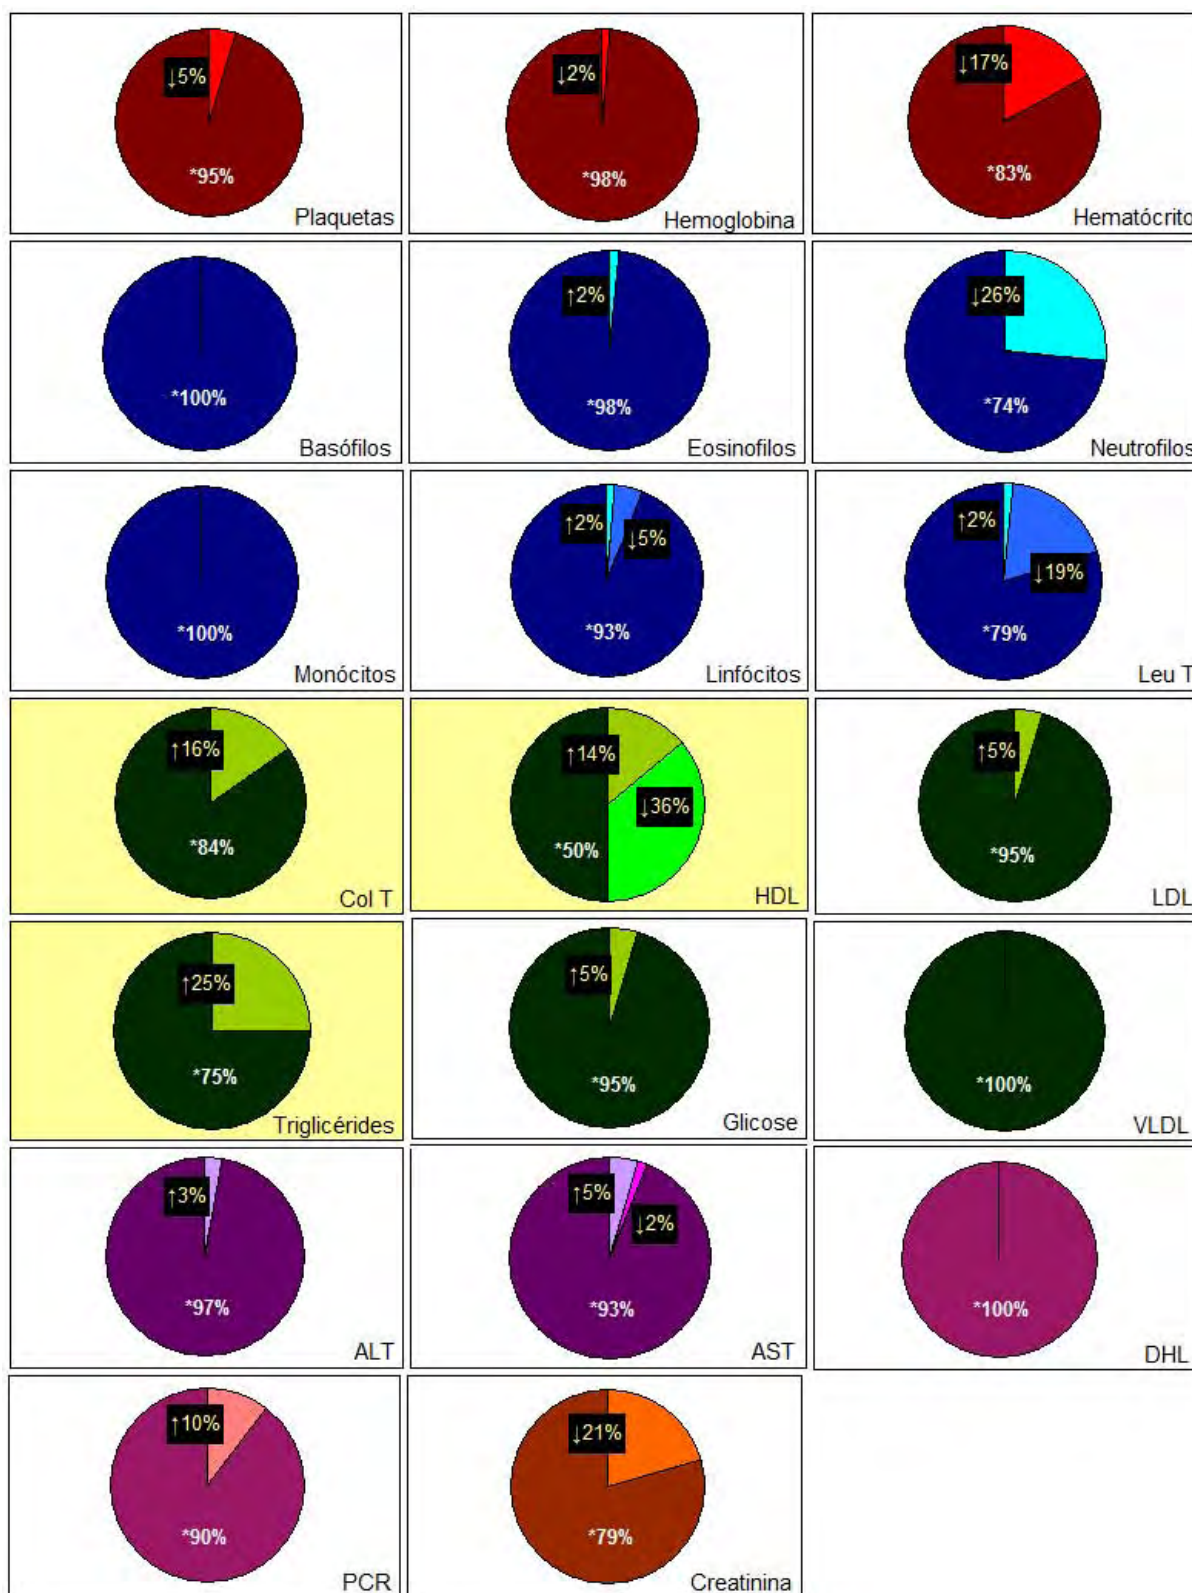 ↓5%
*95%
Plaquetas
↓2%
*98%
Hemoglobina
↓17%
*83%
Hematócrito
*100%
Basófilos
↑2%
*98%
Eosinofilos
↓26%
*74%
Neutrofilos
*100%
Monócitos
↑2%
↓5%
*93%
Linfócitos
↑2%
↓19%
*79%
Leu T
↑16%
*84%
Col T
↑14%
↓36%
*50%
HDL
↑5%
*95%
LDL
↑25%
*75%
Triglicérides
↑5%
*95%
Glicose
*100%
VLDL
↑3%
*97%
ALT
↑5%
↓2%
*93%
AST
*100%
DHL
↑10%
*90%
PCR
↓21%
*79%
Creatinina